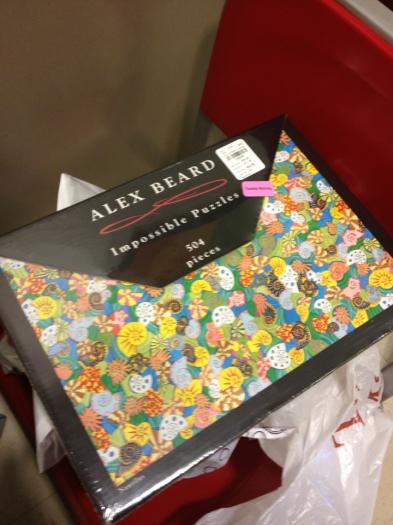 ALEX BEARD
Impossible Puzzles
504
pieces